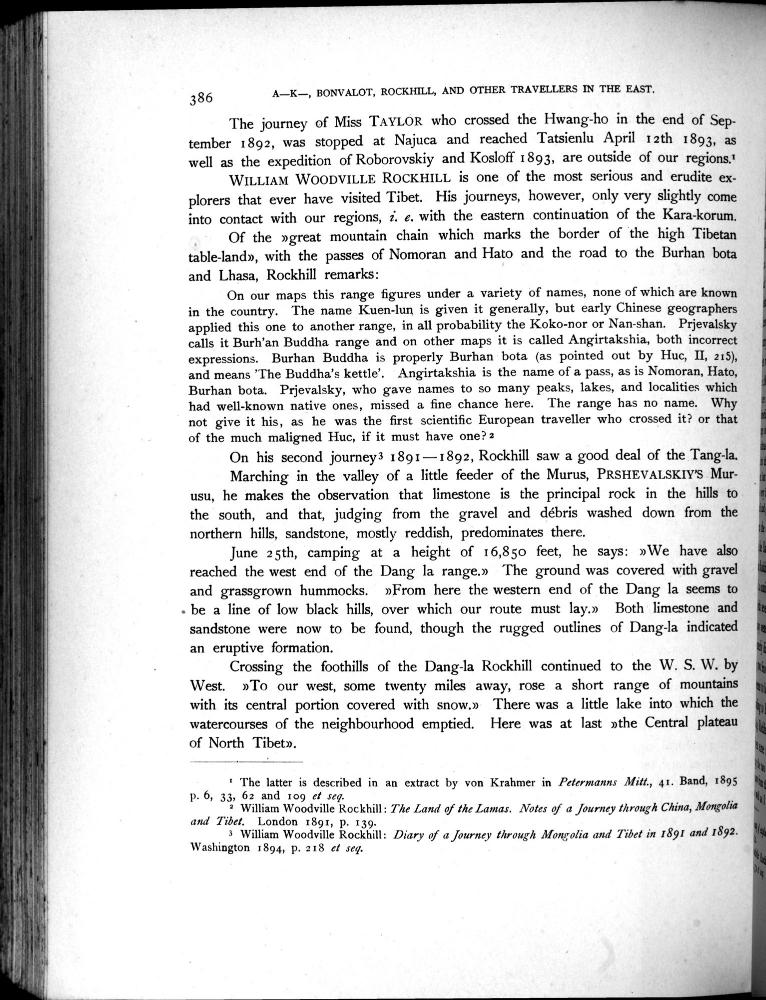 386
A—K—, BONVALOT, ROCKHILL, AND OTHER TRAVELLERS IN THE EAST.
The journey of Miss TAYLOR who crossed the Hwang-ho in the end of Sep-
tember 1892, was stopped at Najuca and reached Tatsienlu April 12th 1893, as
well as the expedition of Roborovskiy and Kosloff 1893, are outside of our regions.¹
WILLIAM WOODVILLE ROCKHILL is one of the most serious and erudite ex-
plorers that ever have visited Tibet. His journeys, however, only very slightly come
into contact with our regions, i. e. with the eastern continuation of the Kara-korum.
Of the »great mountain chain which marks the border of the high Tibetan
table-land», with the passes of Nomoran and Hato and the road to the Burhan bota
and Lhasa, Rockhill remarks:
On our maps this range figures under a variety of names, none of which are known
in the country. The name Kuen-lun is given it generally, but early Chinese geographers
applied this one to another range, in all probability the Koko-nor or Nan-shan. Prjevalsky
calls it Burh'an Buddha range and on other maps it is called Angirtakshia, both incorrect
expressions. Burhan Buddha is properly Burhan bota (as pointed out by Huc, II, 215),
and means 'The Buddha's kettle'. Angirtakshia is the name of a pass, as is Nomoran, Hato,
Burhan bota. Prjevalsky, who gave names to so many peaks, lakes, and localities which
had well-known native ones, missed a fine chance here. The range has no name. Why
not give it his, as he was the first scientific European traveller who crossed it? or that
of the much maligned Huc, if it must have one? ²
On his second journey³ 1891—1892, Rockhill saw a good deal of the Tang-la.
Marching in the valley of a little feeder of the Murus, PRSHEVALSKIY'S Mur-
usu, he makes the observation that limestone is the principal rock in the hills to
the south, and that, judging from the gravel and débris washed down from the
northern hills, sandstone, mostly reddish, predominates there.
June 25th, camping at a height of 16,850 feet, he says: »We have also
reached the west end of the Dang la range.» The ground was covered with gravel
and grassgrown hummocks. »From here the western end of the Dang la seems to
be a line of low black hills, over which our route must lay.» Both limestone and
sandstone were now to be found, though the rugged outlines of Dang-la indicated
an eruptive formation.
Crossing the foothills of the Dang-la Rockhill continued to the W. S. W. by
West. »To our west, some twenty miles away, rose a short range of mountains
with its central portion covered with snow.» There was a little lake into which the
watercourses of the neighbourhood emptied. Here was at last »the Central plateau
of North Tibet».
¹ The latter is described in an extract by von Krahmer in Petermanns Mitt., 41. Band, 1895
p. 6, 33, 62 and 109 et seq.
² William Woodville Rockhill: The Land of the Lamas. Notes of a Journey through China, Mongolia
and Tibet. London 1891, p. 139.
³ William Woodville Rockhill: Diary of a Journey through Mongolia and Tibet in 1891 and 1892.
Washington 1894, p. 218 et seq.